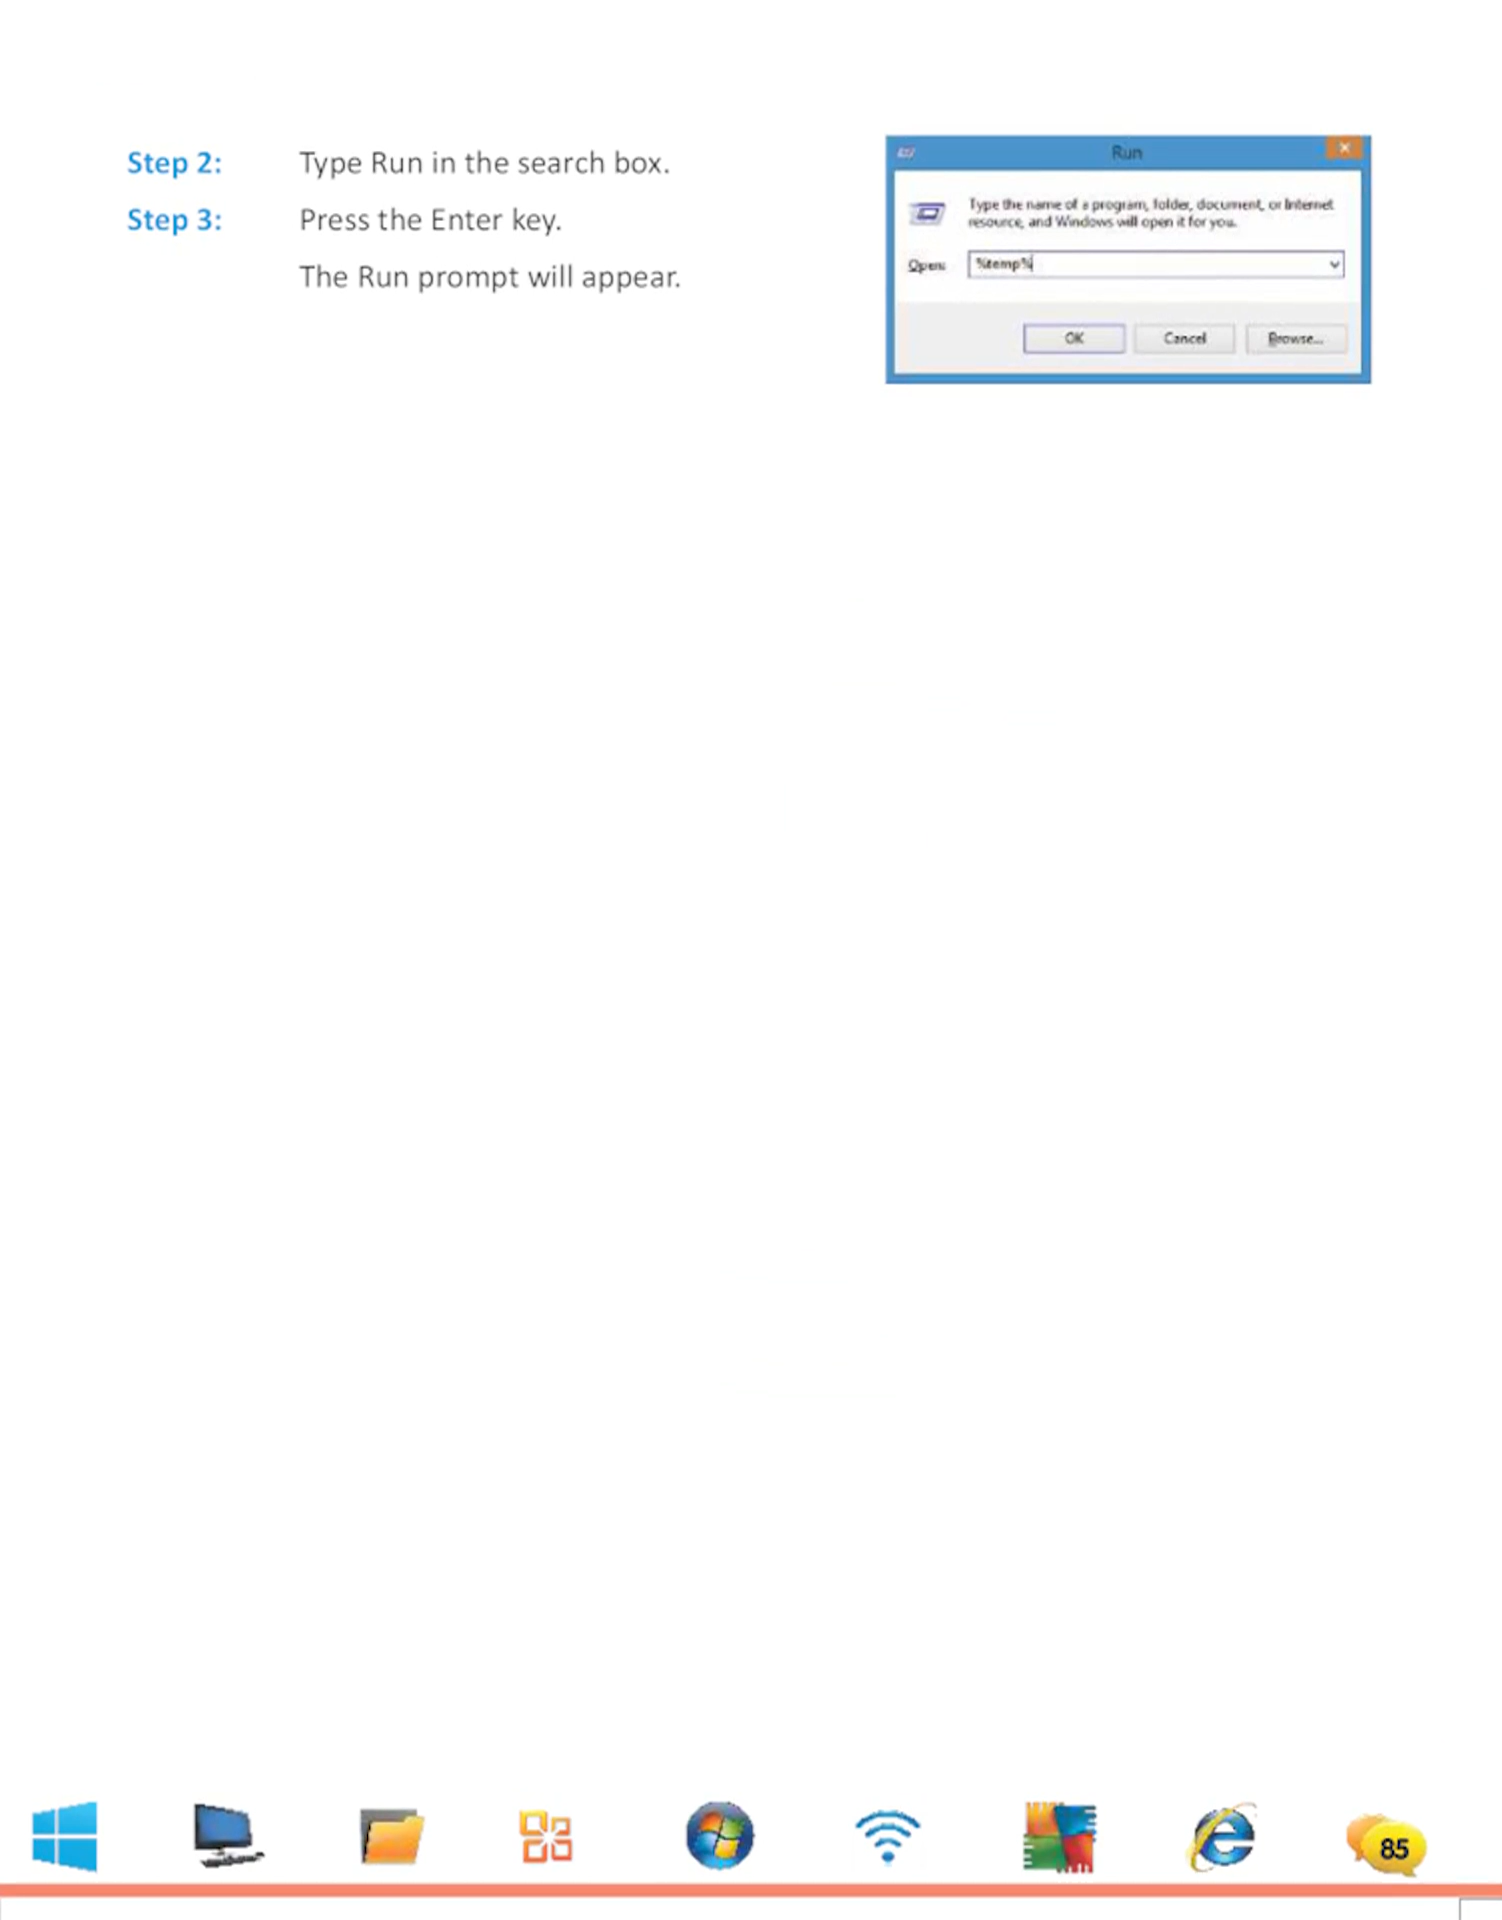 Step 2: Type Run in the search box.
Step 3: Press the Enter key.
The Run prompt will appear.
Run
Type the name of a program, folder, document, or Internet
resource, and Windows will open it for you.
Open: %temp%
OK Cancel Browse...
85